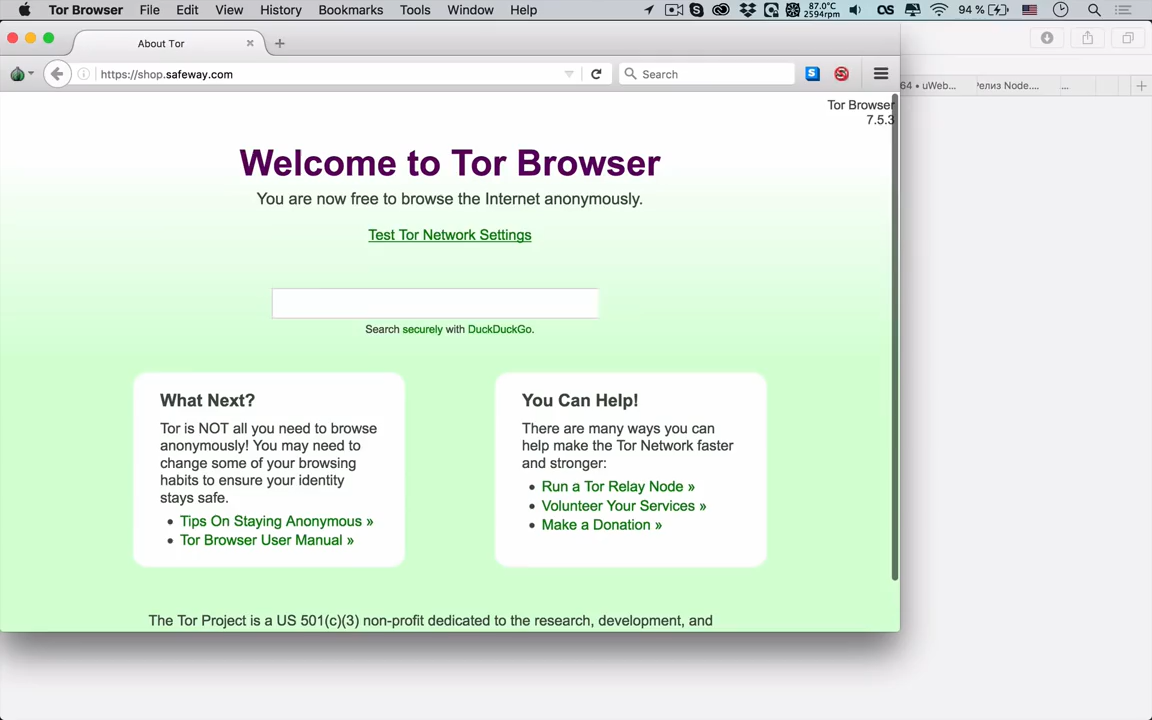 Tor Browser File Edit View History Bookmarks Tools Window Help 87.0°C 2594rpm 94 %
About Tor
https://shop.safeway.com Search
64 • uWeb... Релиз Node.... ...
Tor Browser
7.5.3
Welcome to Tor Browser
You are now free to browse the Internet anonymously.
Test Tor Network Settings
Search securely with DuckDuckGo.
What Next?
Tor is NOT all you need to browse
anonymously! You may need to
change some of your browsing
habits to ensure your identity
stays safe.
Tips On Staying Anonymous »
Tor Browser User Manual »
You Can Help!
There are many ways you can
help make the Tor Network faster
and stronger:
Run a Tor Relay Node »
Volunteer Your Services »
Make a Donation »
The Tor Project is a US 501(c)(3) non-profit dedicated to the research, development, and